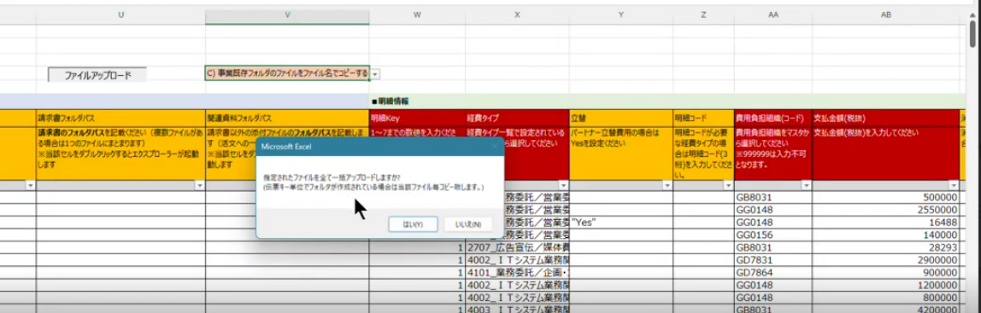 U V W X Y Z AA AB
ファイルアップロード
C) 事業既存フォルダのファイルをファイル名でコピーする
■明細情報
請求書フォルダパス
請求書のフォルダパスを記載ください（複数ファイルがある場合は1つのファイルにまとまります）
※当該セルをダブルクリックするとエクスプローラーが起動します
関連資料フォルダパス
請求書以外の添付ファイルのフォルダパスを記載しま
す（送文への一
※当該セルをダ
動します
明細Key
1～7までの数値を入力くださ
経費タイプ
経費タイプ一覧で設定されている
ら選択してください
立替
パートナー立替費用の場合は
Yesを設定ください
明細コード
明細コードが必要
な経費タイプの場
合は明細コード(3
桁)を入力してくださ
い。
費用負担組織(コード)
費用負担組織をマスタか
ら選択してください
※999999は入力不可
となります。
支払金額(税抜)
支払金額(税抜)を入力してください
Microsoft Excel
指定されたファイルを全て一括アップロードしますか?
(伝票キー単位でフォルダが作成されている場合は当該ファイル毎コピー致します。)
はい(Y)
いいえ(N)
務委託／営業委 GB8031 500000
務委託／営業委 GG0148 2550000
務委託／営業委 "Yes" GG0148 16488
務委託／営業委 GG0156 140000
1 2707_広告宣伝／媒体費 GB8031 28293
1 4002_ＩＴシステム業務関 GD7831 2900000
1 4101_業務委託／企画・ GD7864 900000
1 4002_ＩＴシステム業務関 GG0148 1200000
1 4002_ＩＴシステム業務関 GG0148 800000
1 4003_ＩＴシステム業務関 GB8031 4200000